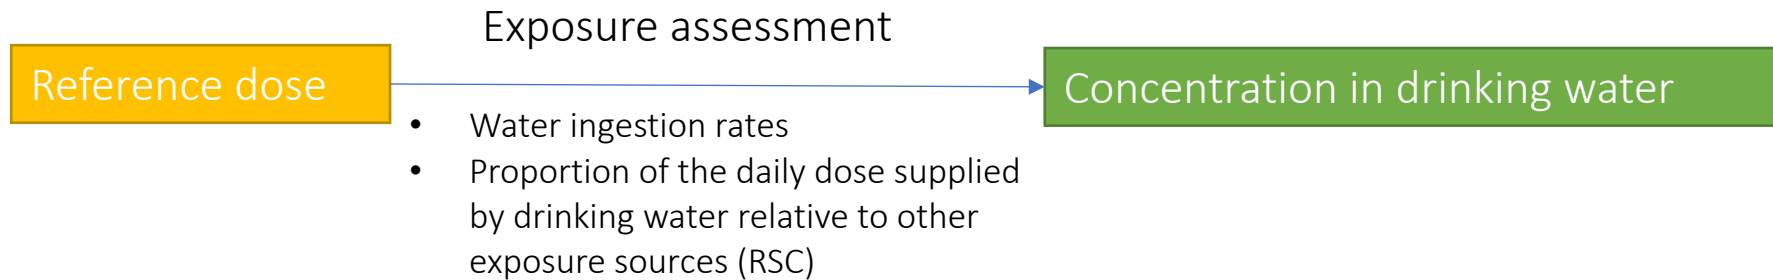 Exposure assessment
Reference dose
Concentration in drinking water
• Water ingestion rates
• Proportion of the daily dose supplied
by drinking water relative to other
exposure sources (RSC)